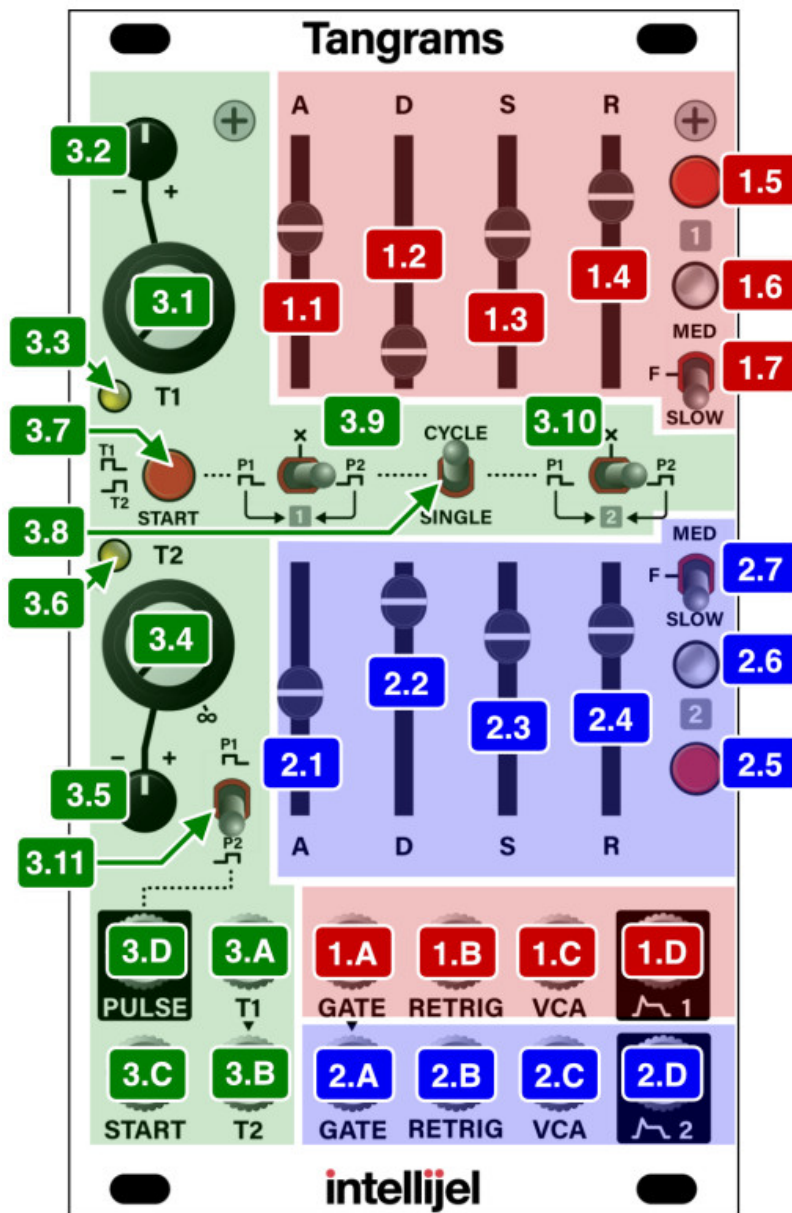 Tangrams
A D S R
3.2
- +
1.5
1
1.2
3.1 1.1 1.3 1.4 1.6
MED
3.3
F
1.7
T1
SLOW
3.9 CYCLE 3.10
3.7
T1 × ×
P1 P2 P1 P2
T2
START 1 SINGLE 2
3.8
T2
MED
3.6
F
2.7
SLOW
3.4
2.2 2.6
2.3 2.4
2
-∞
P1
2.1 2.5
- +
3.5
3.11
P2
A D S R
3.D 3.A 1.A 1.B 1.C 1.D
PULSE T1 GATE RETRIG VCA 1
3.C 3.B 2.A 2.B 2.C 2.D
START T2 GATE RETRIG VCA 2
intellijel